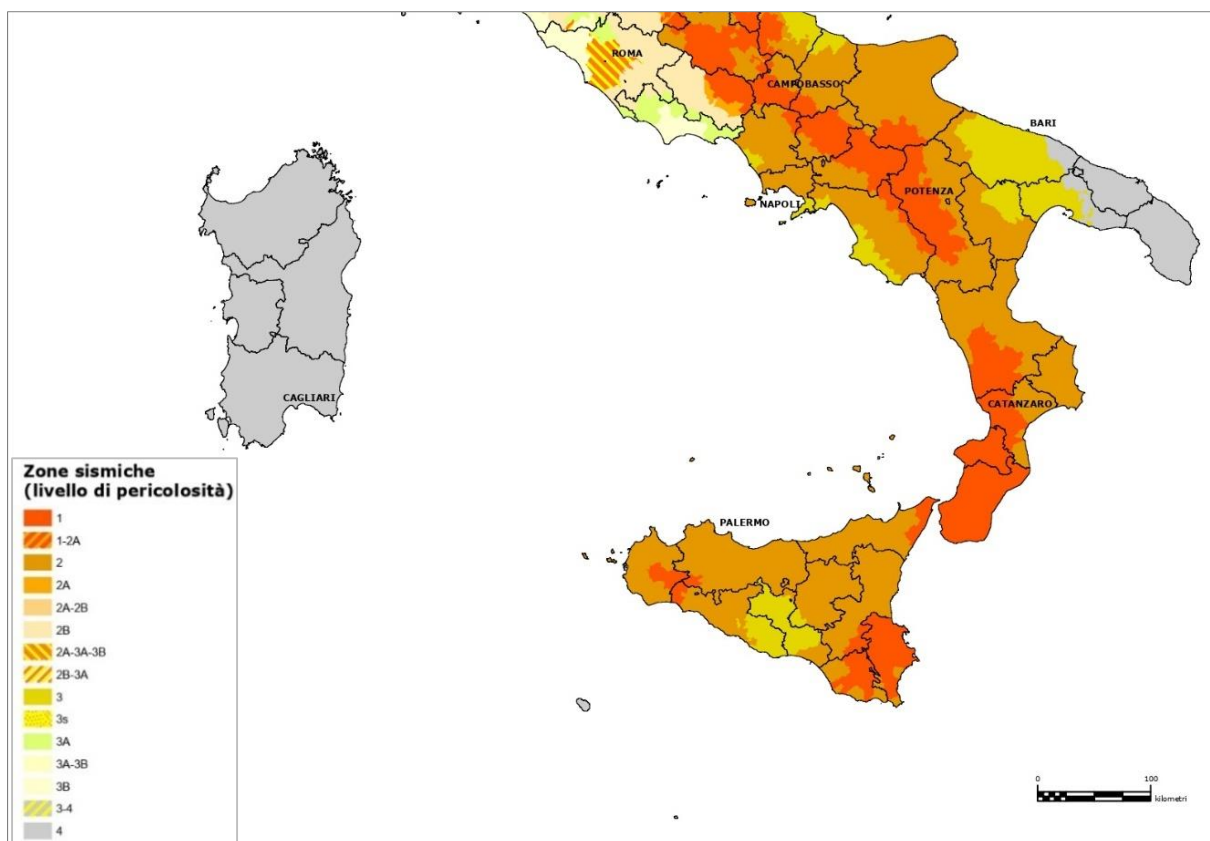 ROMA
CAMPOBASSO
BARI
NAPOLI
POTENZA
CAGLIARI
CATANZARO
PALERMO
Zone sismiche
(livello di pericolosità)
1
1-2A
2
2A
2A-2B
2B
2A-3A-3B
2B-3A
3
3s
3A
3A-3B
3B
3-4
4
0 100
kilometri